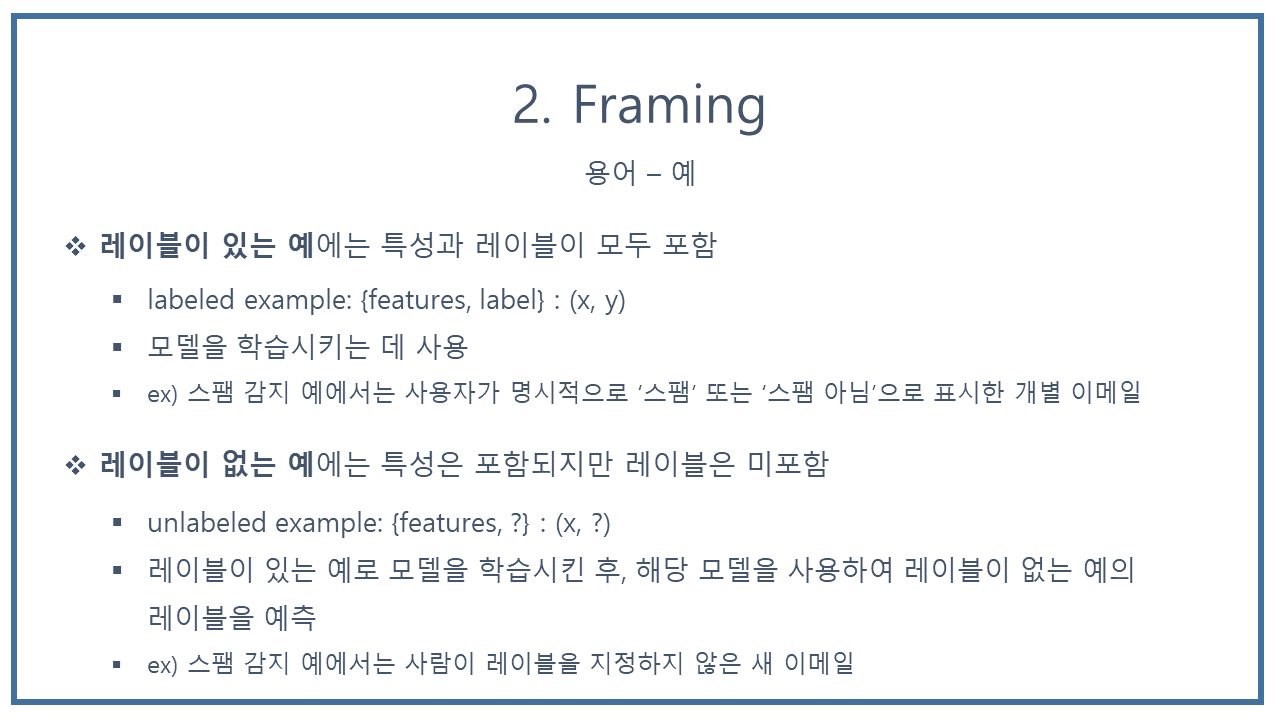 2. Framing
용어 – 예
❖ 레이블이 있는 예에는 특성과 레이블이 모두 포함
▪ labeled example: {features, label} : (x, y)
▪ 모델을 학습시키는 데 사용
▪ ex) 스팸 감지 예에서는 사용자가 명시적으로 ‘스팸’ 또는 ‘스팸 아님’으로 표시한 개별 이메일
❖ 레이블이 없는 예에는 특성은 포함되지만 레이블은 미포함
▪ unlabeled example: {features, ?} : (x, ?)
▪ 레이블이 있는 예로 모델을 학습시킨 후, 해당 모델을 사용하여 레이블이 없는 예의
레이블을 예측
▪ ex) 스팸 감지 예에서는 사람이 레이블을 지정하지 않은 새 이메일